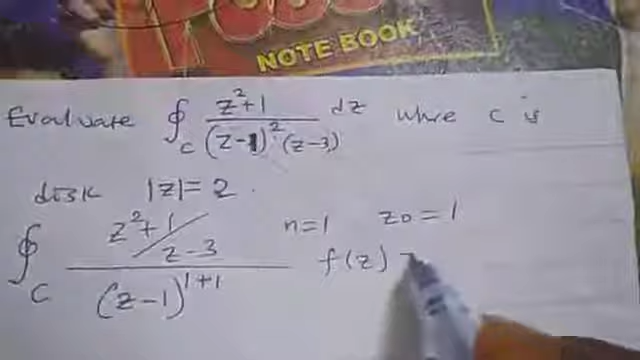 NOTE BOOK
Evaluate ∮_C (z²+1)/((z-1)²·(z-3)) dz where C is
disk |z|=2.
∮_C ((z²+1)/(z-3))/((z-1)^(1+1)) n=1 z₀=1
f(z)